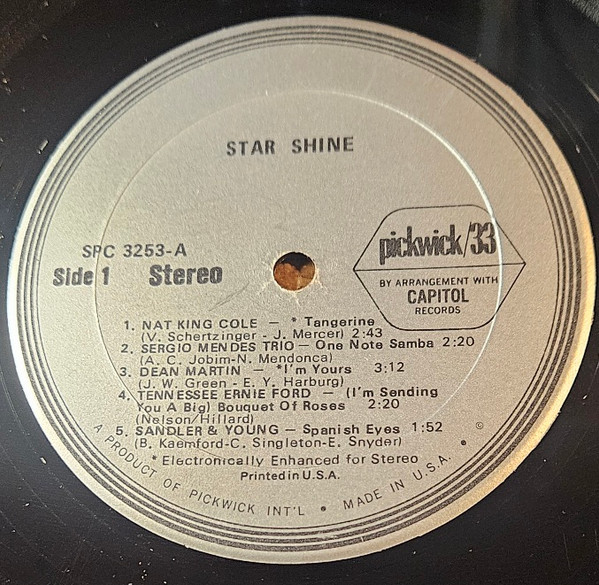 STAR SHINE
SPC 3253-A
Side 1 Stereo
pickwick/33
BY ARRANGEMENT WITH
CAPITOL
RECORDS
1. NAT KING COLE – * Tangerine
(V. Schertzinger - J. Mercer) 2:43
2. SERGIO MENDES TRIO – One Note Samba 2:20
(A. C. Jobim-N. Mendonca)
3. DEAN MARTIN – *I'm Yours 3:12
(J. W. Green - E. Y. Harburg)
4. TENNESSEE ERNIE FORD – (I'm Sending
You A Big) Bouquet Of Roses 2:20
(Nelson/Hillard)
5. SANDLER & YOUNG – Spanish Eyes 1:52
(B. Kaemford-C. Singleton-E. Snyder)
* Electronically Enhanced for Stereo
Printed in U.S.A.
A PRODUCT OF PICKWICK INT'L • MADE IN U.S.A. • ©